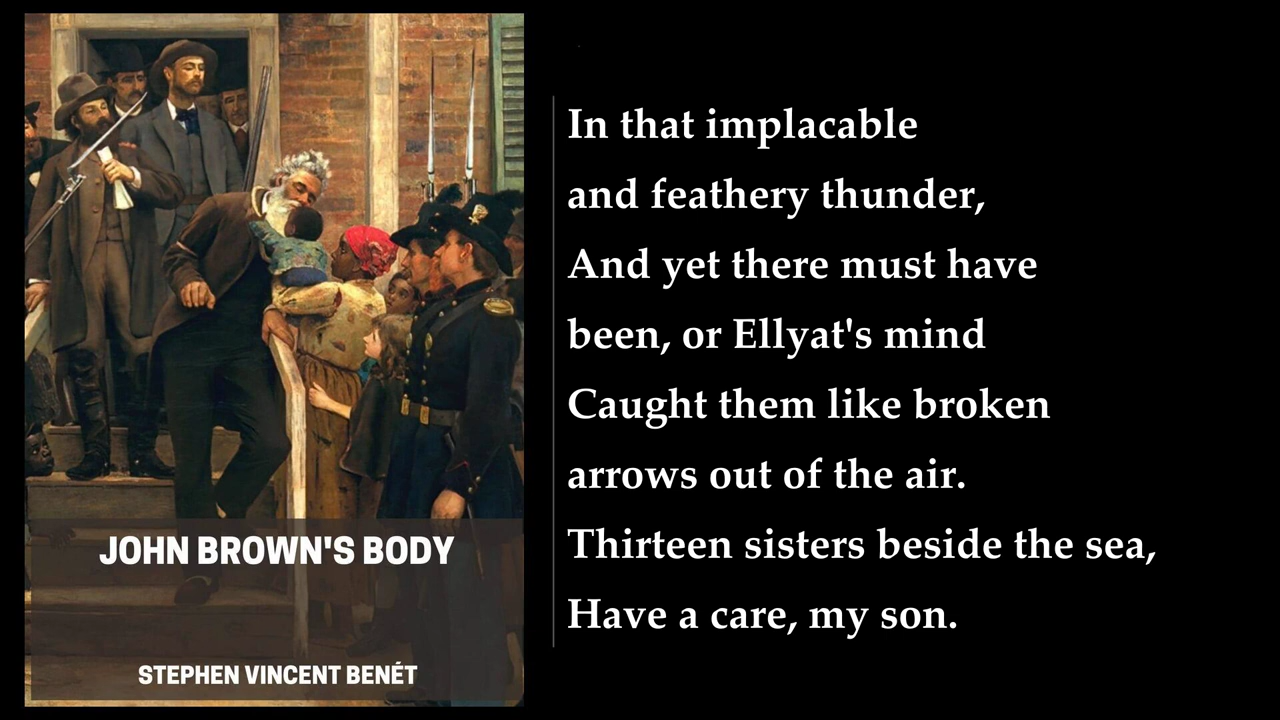 JOHN BROWN'S BODY
STEPHEN VINCENT BENÉT
In that implacable
and feathery thunder,
And yet there must have
been, or Ellyat's mind
Caught them like broken
arrows out of the air.
Thirteen sisters beside the sea,
Have a care, my son.